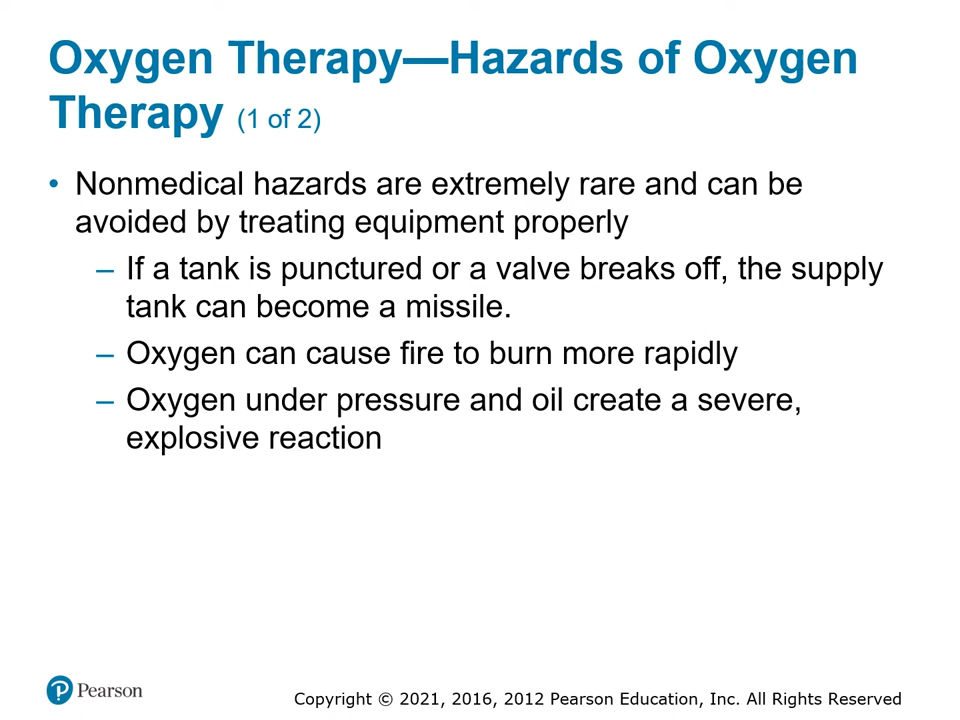 Oxygen Therapy—Hazards of Oxygen
Therapy (1 of 2)
• Nonmedical hazards are extremely rare and can be
avoided by treating equipment properly
– If a tank is punctured or a valve breaks off, the supply
tank can become a missile.
– Oxygen can cause fire to burn more rapidly
– Oxygen under pressure and oil create a severe,
explosive reaction
P Pearson
Copyright © 2021, 2016, 2012 Pearson Education, Inc. All Rights Reserved